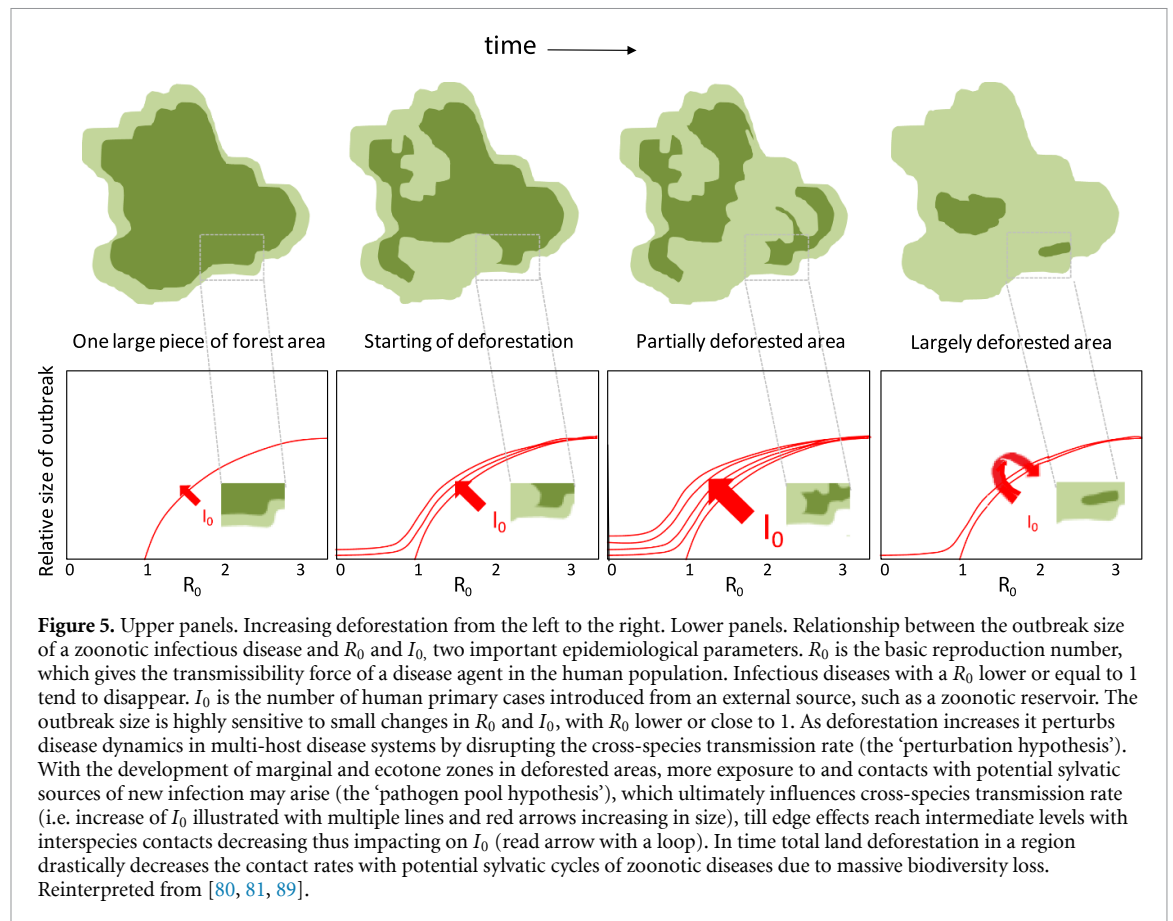 time
One large piece of forest area
Starting of deforestation
Partially deforested area
Largely deforested area
Relative size of outbreak
I0
I0
I0
I0
0 1 2 3
0 1 2 3
0 1 2 3
0 1 2 3
R0
R0
R0
R0
Figure 5. Upper panels. Increasing deforestation from the left to the right. Lower panels. Relationship between the outbreak size
of a zoonotic infectious disease and R0 and I0, two important epidemiological parameters. R0 is the basic reproduction number,
which gives the transmissibility force of a disease agent in the human population. Infectious diseases with a R0 lower or equal to 1
tend to disappear. I0 is the number of human primary cases introduced from an external source, such as a zoonotic reservoir. The
outbreak size is highly sensitive to small changes in R0 and I0, with R0 lower or close to 1. As deforestation increases it perturbs
disease dynamics in multi-host disease systems by disrupting the cross-species transmission rate (the ‘perturbation hypothesis’).
With the development of marginal and ecotone zones in deforested areas, more exposure to and contacts with potential sylvatic
sources of new infection may arise (the ‘pathogen pool hypothesis’), which ultimately influences cross-species transmission rate
(i.e. increase of I0 illustrated with multiple lines and red arrows increasing in size), till edge effects reach intermediate levels with
interspecies contacts decreasing thus impacting on I0 (read arrow with a loop). In time total land deforestation in a region
drastically decreases the contact rates with potential sylvatic cycles of zoonotic diseases due to massive biodiversity loss.
Reinterpreted from [80, 81, 89].